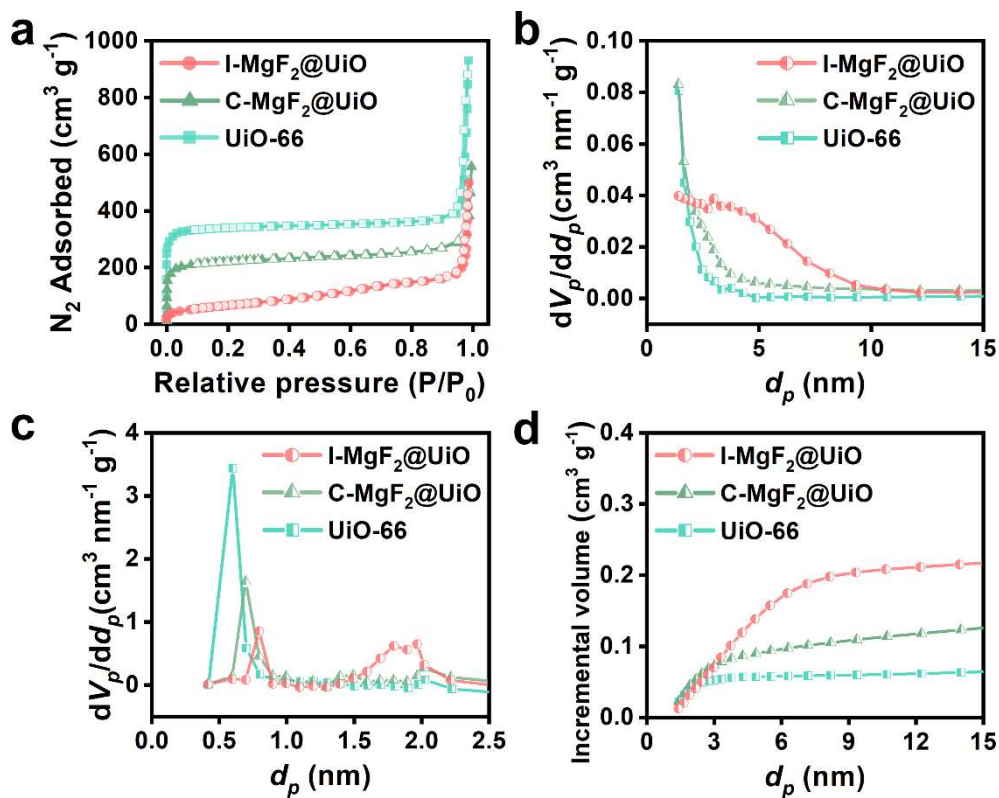 a
N₂ Adsorbed (cm³ g⁻¹)
1000
800
600
400
200
0
I-MgF₂@UiO
C-MgF₂@UiO
UiO-66
0.0 0.2 0.4 0.6 0.8 1.0
Relative pressure (P/P₀)
b
dVₚ/ddₚ(cm³ nm⁻¹ g⁻¹)
0.10
0.08
0.06
0.04
0.02
0.00
I-MgF₂@UiO
C-MgF₂@UiO
UiO-66
0 5 10 15
dₚ (nm)
c
dVₚ/ddₚ(cm³ nm⁻¹ g⁻¹)
4
3
2
1
0
I-MgF₂@UiO
C-MgF₂@UiO
UiO-66
0.0 0.5 1.0 1.5 2.0 2.5
dₚ (nm)
d
Incremental volume (cm³ g⁻¹)
0.4
0.3
0.2
0.1
0.0
I-MgF₂@UiO
C-MgF₂@UiO
UiO-66
0 3 6 9 12 15
dₚ (nm)